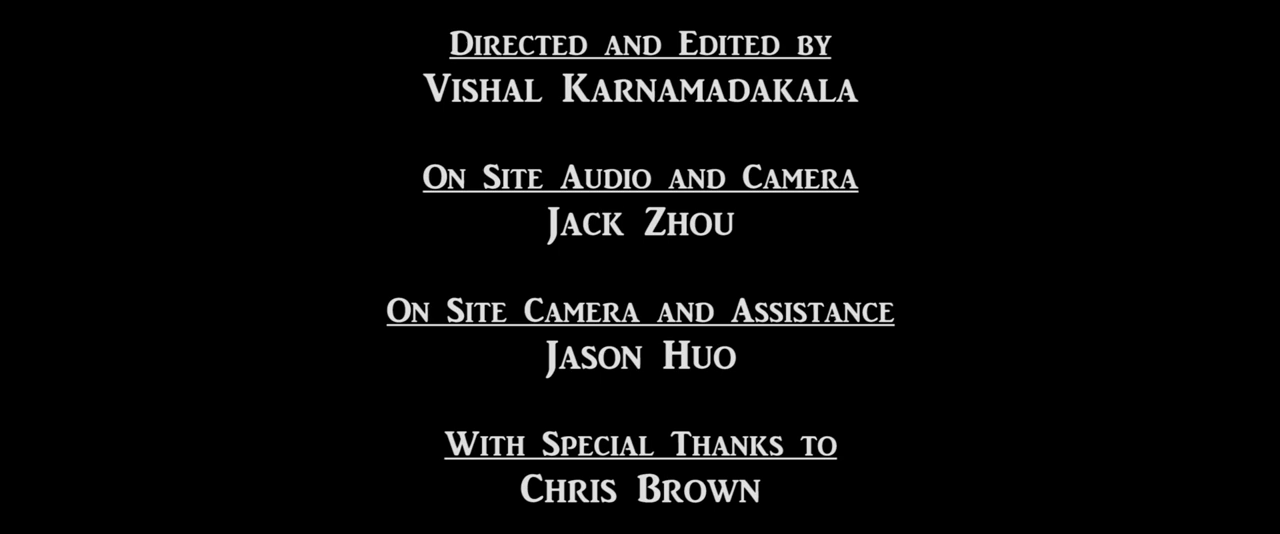 Directed and Edited by
Vishal Karnamadakala
On Site Audio and Camera
Jack Zhou
On Site Camera and Assistance
Jason Huo
With Special Thanks to
Chris Brown